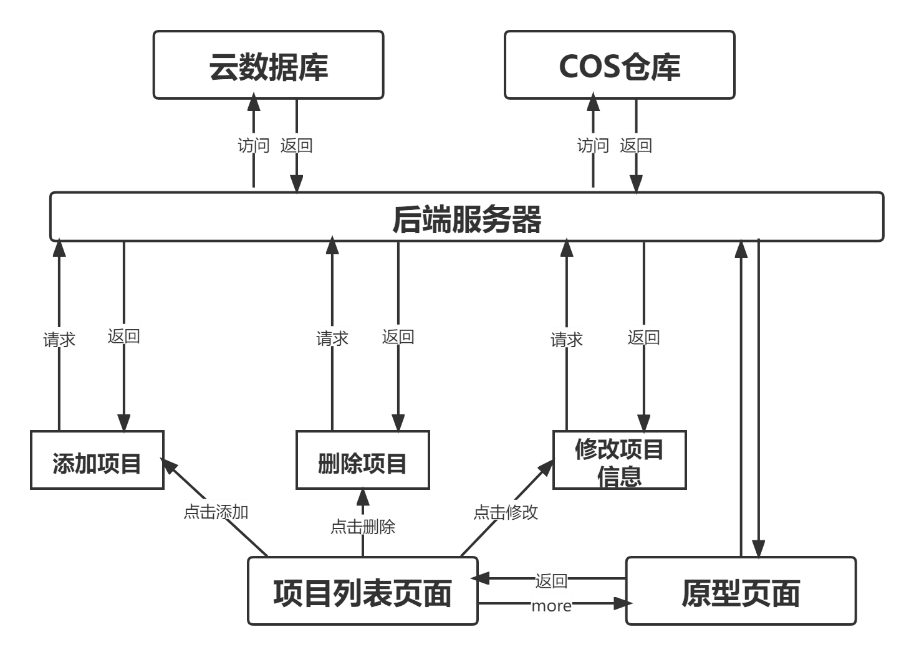 云数据库
COS仓库
访问
返回
访问
返回
后端服务器
请求
返回
请求
返回
请求
返回
添加项目
删除项目
修改项目
信息
点击添加
点击删除
点击修改
项目列表页面
返回
more
原型页面